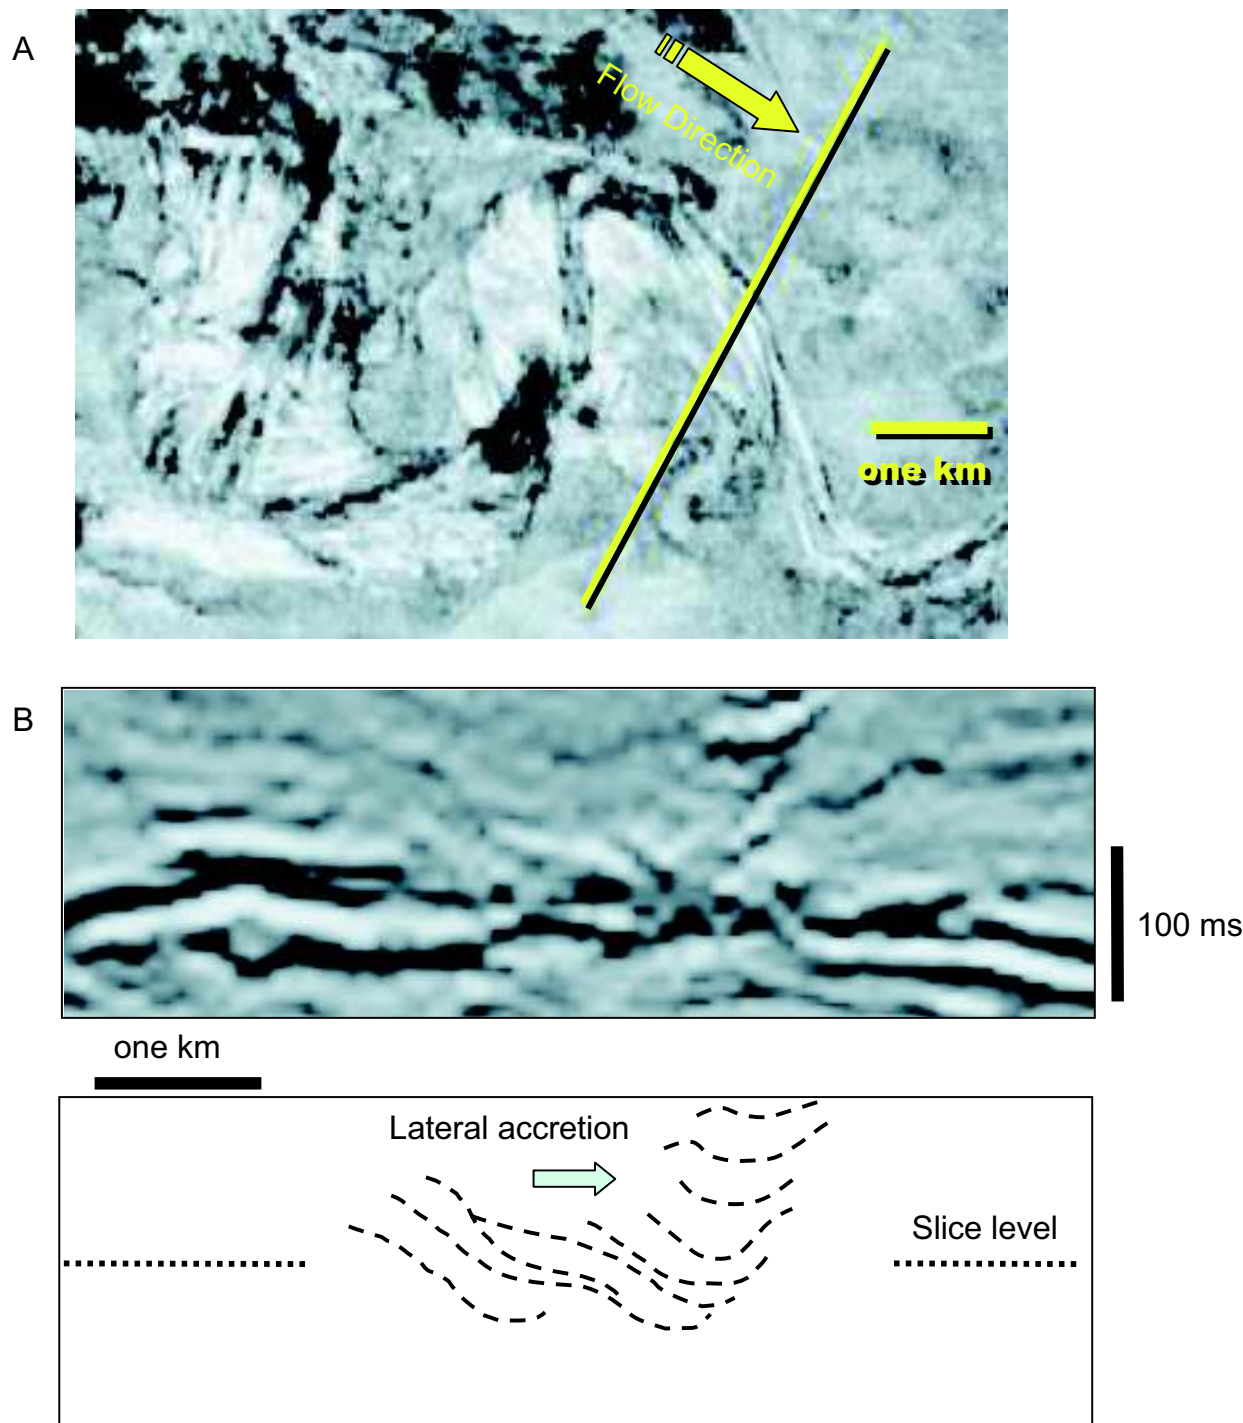 A
Flow Direction
one km
B
100 ms
one km
Lateral accretion
Slice level